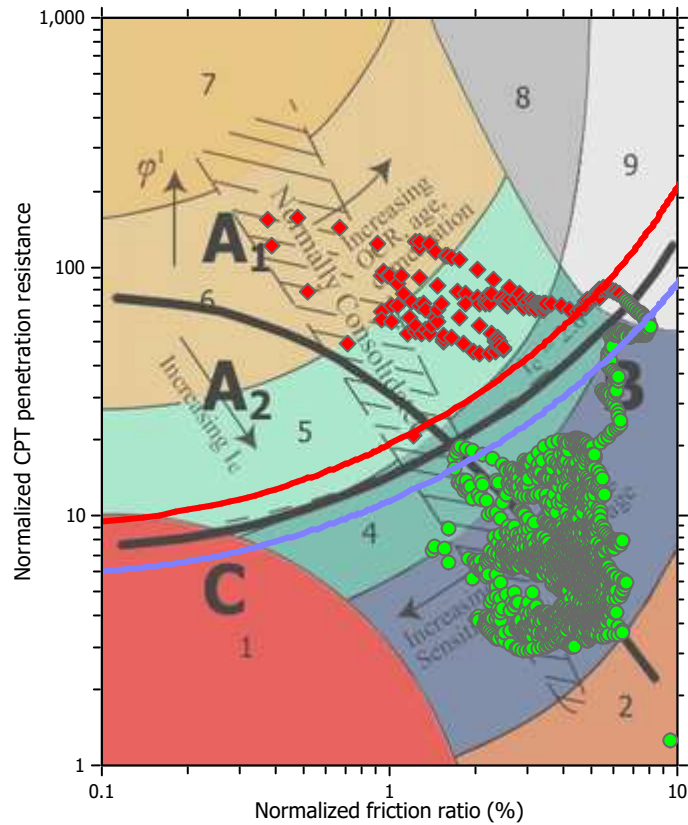 1,000
7
8
9
φ'
Increasing
OCR, age,
cementation
Normally Consolidated
Normalized CPT penetration resistance
A1
100
6
A2
Increasing Ic
5
B
10
4
age
C
Increasing
1
2
1
0.1
1
10
Normalized friction ratio (%)